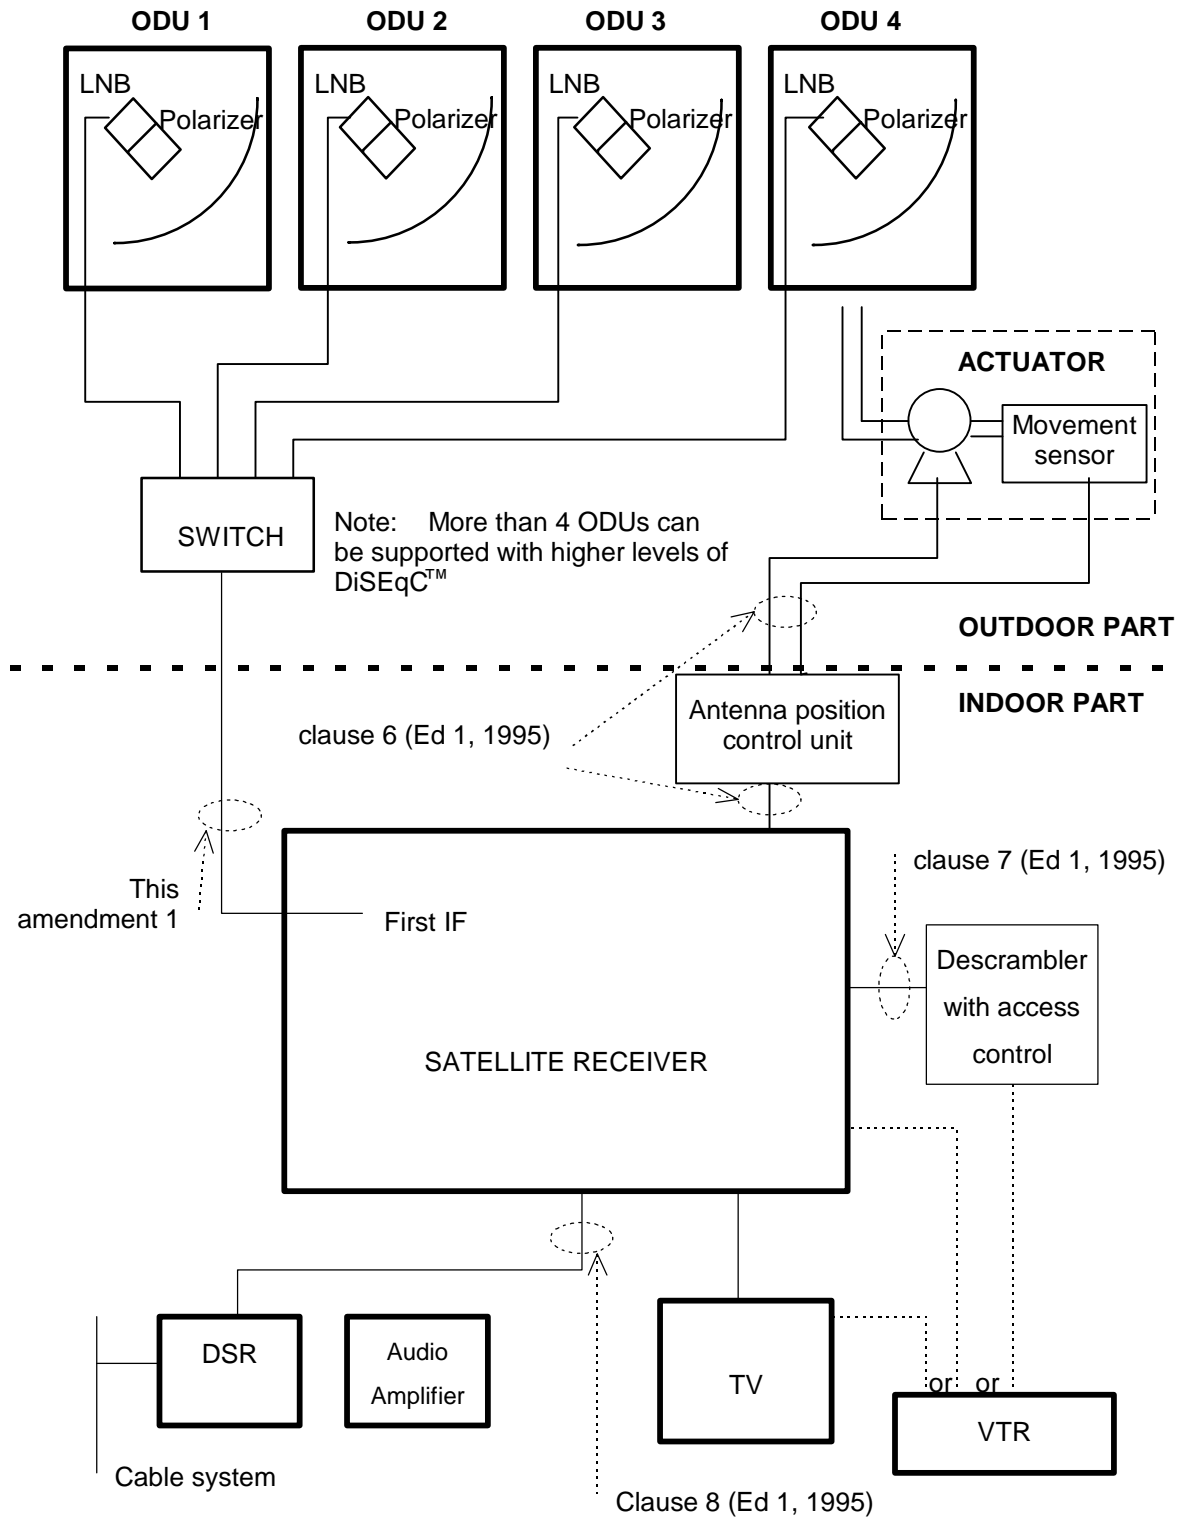 ODU 1
ODU 2
ODU 3
ODU 4
LNB
Polarizer
LNB
Polarizer
LNB
Polarizer
LNB
Polarizer
ACTUATOR
Movement
sensor
SWITCH
Note: More than 4 ODUs can
be supported with higher levels of
DiSEqC™
OUTDOOR PART
INDOOR PART
Antenna position
control unit
clause 6 (Ed 1, 1995)
clause 7 (Ed 1, 1995)
This
amendment 1
First IF
Descrambler
with access
control
SATELLITE RECEIVER
DSR
Audio
Amplifier
TV
or or
VTR
Cable system
Clause 8 (Ed 1, 1995)